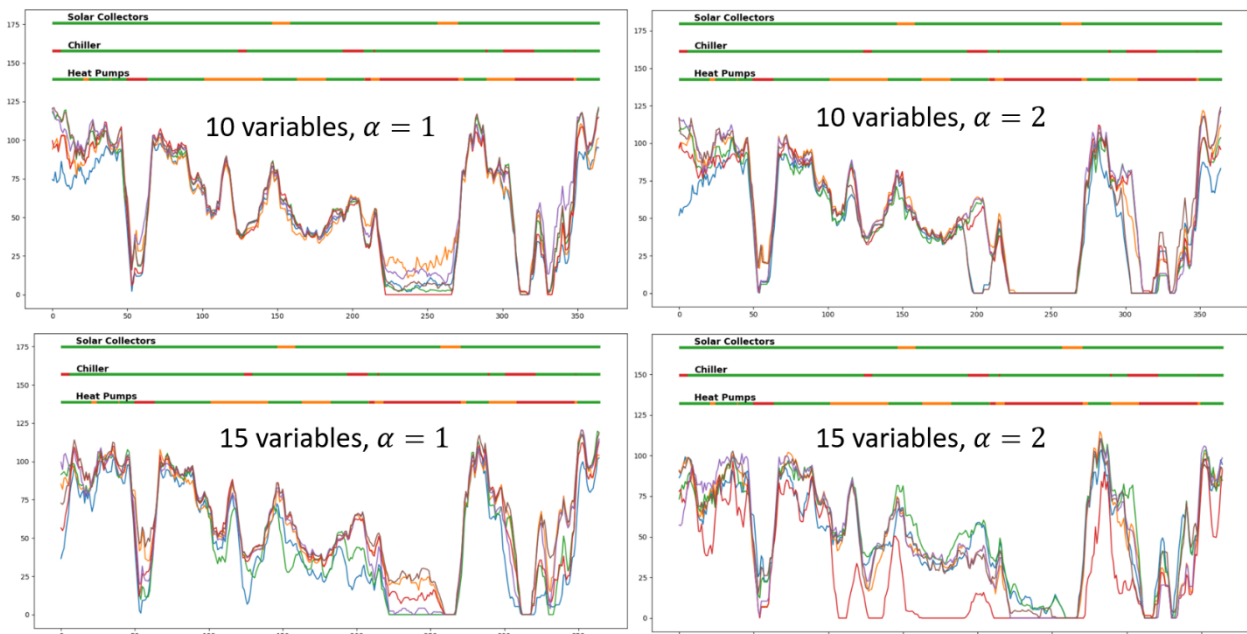 175
Solar Collectors
150
Chiller
Heat Pumps
125
10 variables, α = 1
100
75
50
25
0
0 50 100 150 200 250 300 350
175
Solar Collectors
150
Chiller
Heat Pumps
125
10 variables, α = 2
100
75
50
25
0
0 50 100 150 200 250 300 350
175
Solar Collectors
150
Chiller
Heat Pumps
125
15 variables, α = 1
100
75
50
25
0
Solar Collectors
150
Chiller
Heat Pumps
125
15 variables, α = 2
100
75
50
25
0